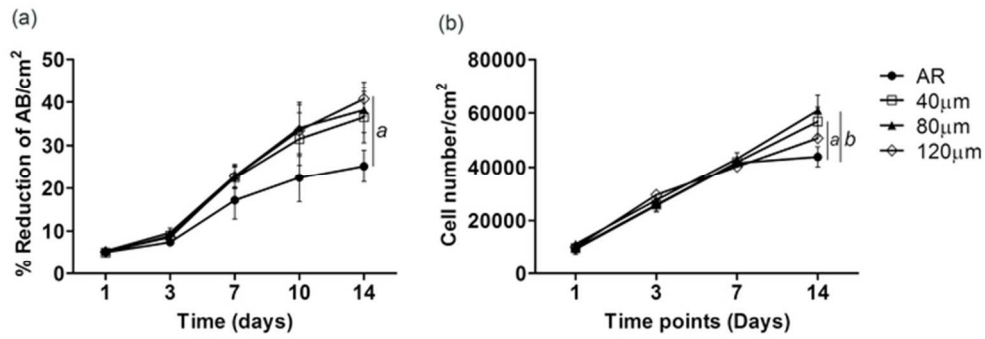 (a)
% Reduction of AB/cm²
50
40
30
20
10
0
a
1 3 7 10 14
Time (days)
(b)
Cell number/cm²
80000
60000
40000
20000
0
a b
1 3 7 14
Time points (Days)
AR
40μm
80μm
120μm